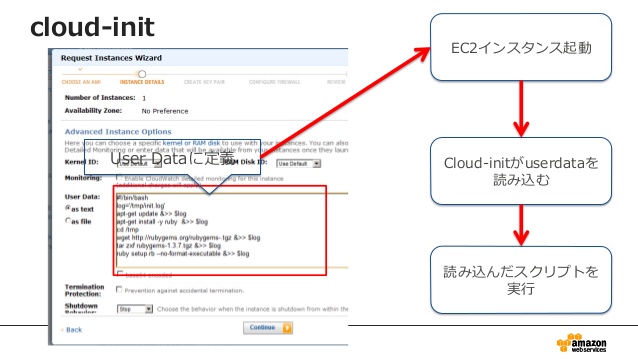 cloud-init
Request Instances Wizard
CHOOSE AN AMI INSTANCE DETAILS CREATE KEY PAIR CONFIGURE FIREWALL REVIEW
Number of Instances: 1
Availability Zone: No Preference
Advanced Instance Options
Here you can choose a specific kernel or RAM disk to use with your instances. You can also
Detailed Monitoring or enter data that will be available from your instances once they laun
Kernel ID: Use Default RAM Disk ID: Use Default
User Dataに定義
Monitoring: Enable CloudWatch detailed monitoring for this instance
(additional charges will apply)
User Data:
as text
as file
#!/bin/bash
log='/tmp/init.log'
apt-get update &>> $log
apt-get install -y ruby &>> $log
cd /tmp
wget http://rubygems.org/rubygems-.tgz &>> $log
tar zxf rubygems-1.3.7.tgz &>> $log
ruby setup.rb --no-format-executable &>> $log
Termination Protection: Prevention against accidental termination.
Shutdown Behavior: Stop Choose the behavior when the instance is shutdown from within the
Back
Continue
EC2インスタンス起動
Cloud-initがuserdataを
読み込む
読み込んだスクリプトを
実行
amazon
web services